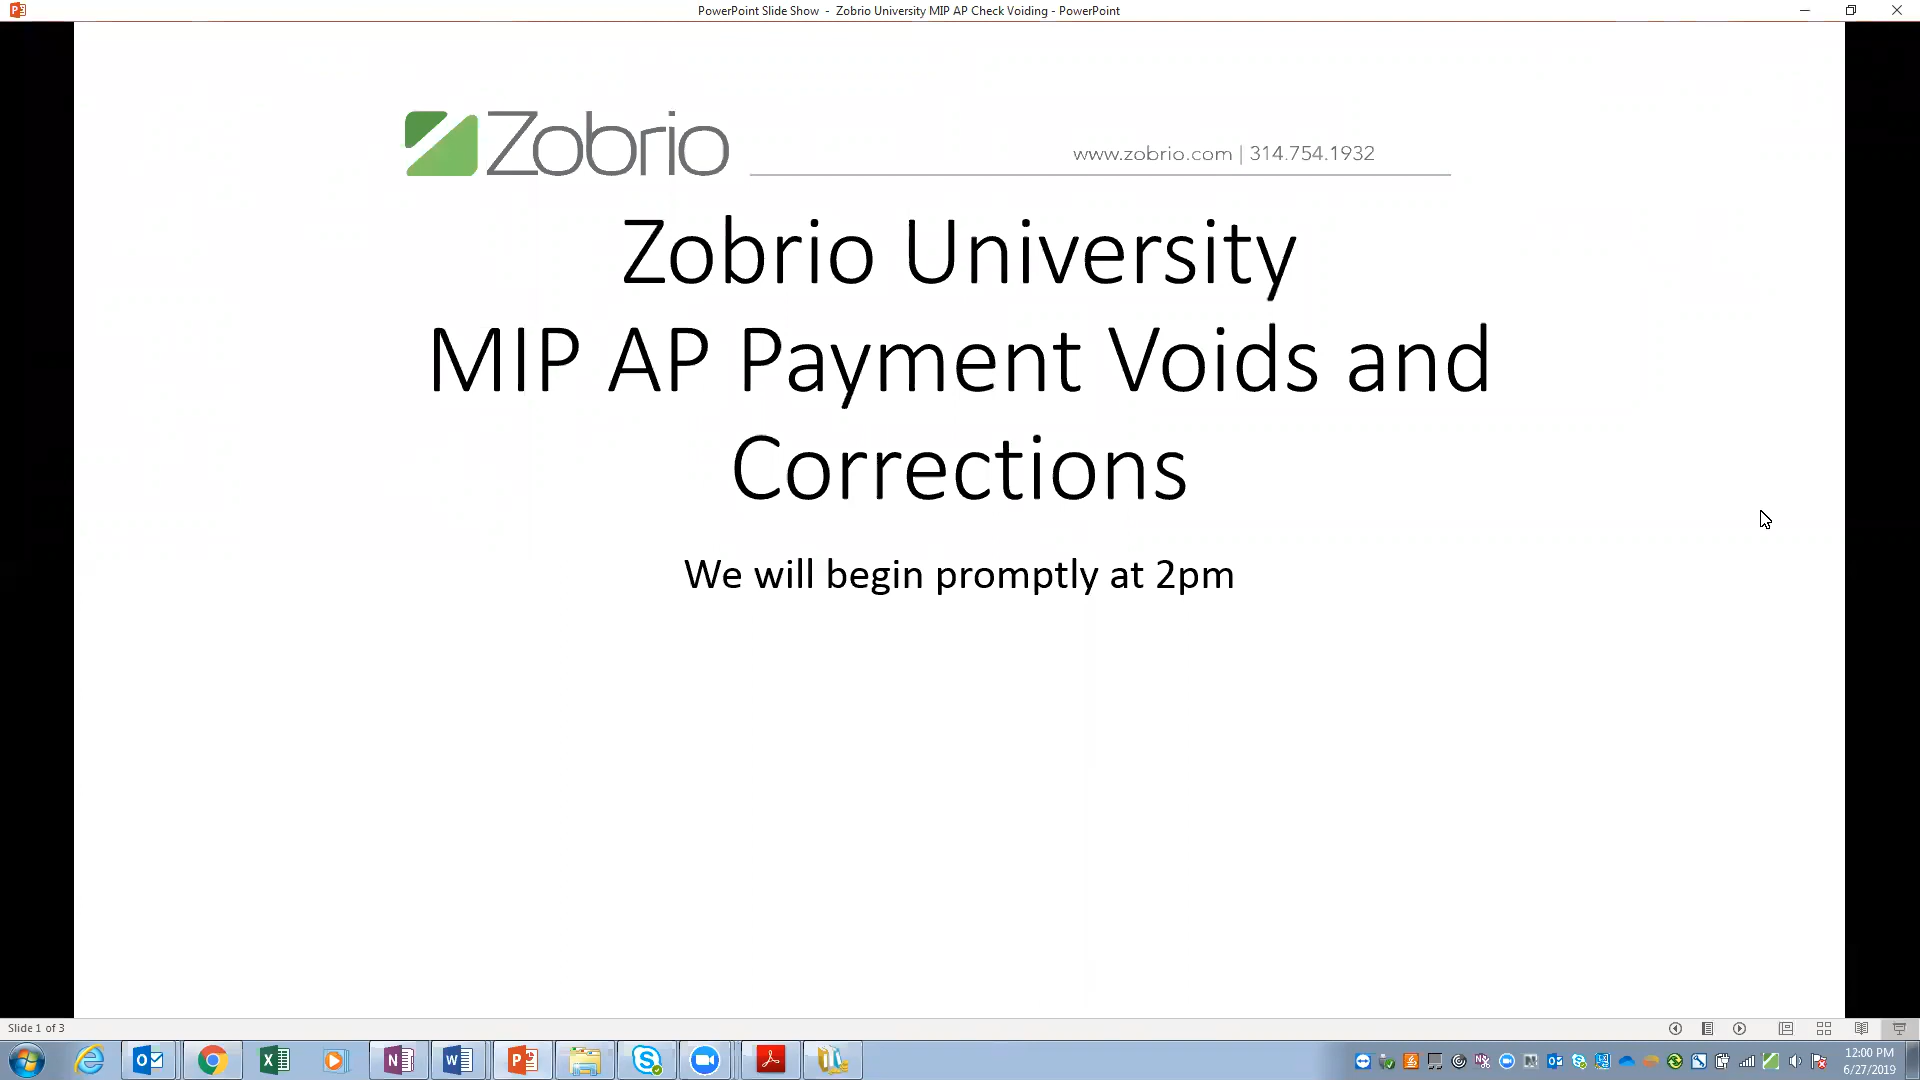 PowerPoint Slide Show - Zobrio University MIP AP Check Voiding - PowerPoint
Zobrio
www.zobrio.com | 314.754.1932
Zobrio University
MIP AP Payment Voids and
Corrections
We will begin promptly at 2pm
Slide 1 of 3
12:00 PM
6/27/2019